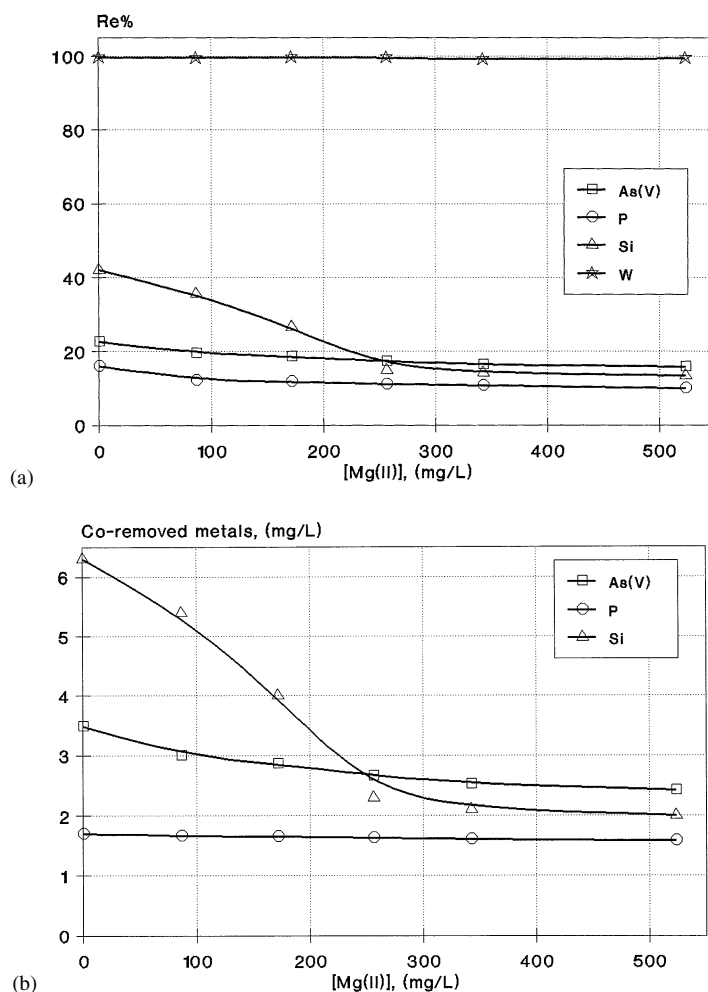 Re%
100
80
60
40
20
0
As(V)
P
Si
W
0 100 200 300 400 500
[Mg(II)], (mg/L)
(a)
Co-removed metals, (mg/L)
6
5
4
3
2
1
0
As(V)
P
Si
0 100 200 300 400 500
[Mg(II)], (mg/L)
(b)